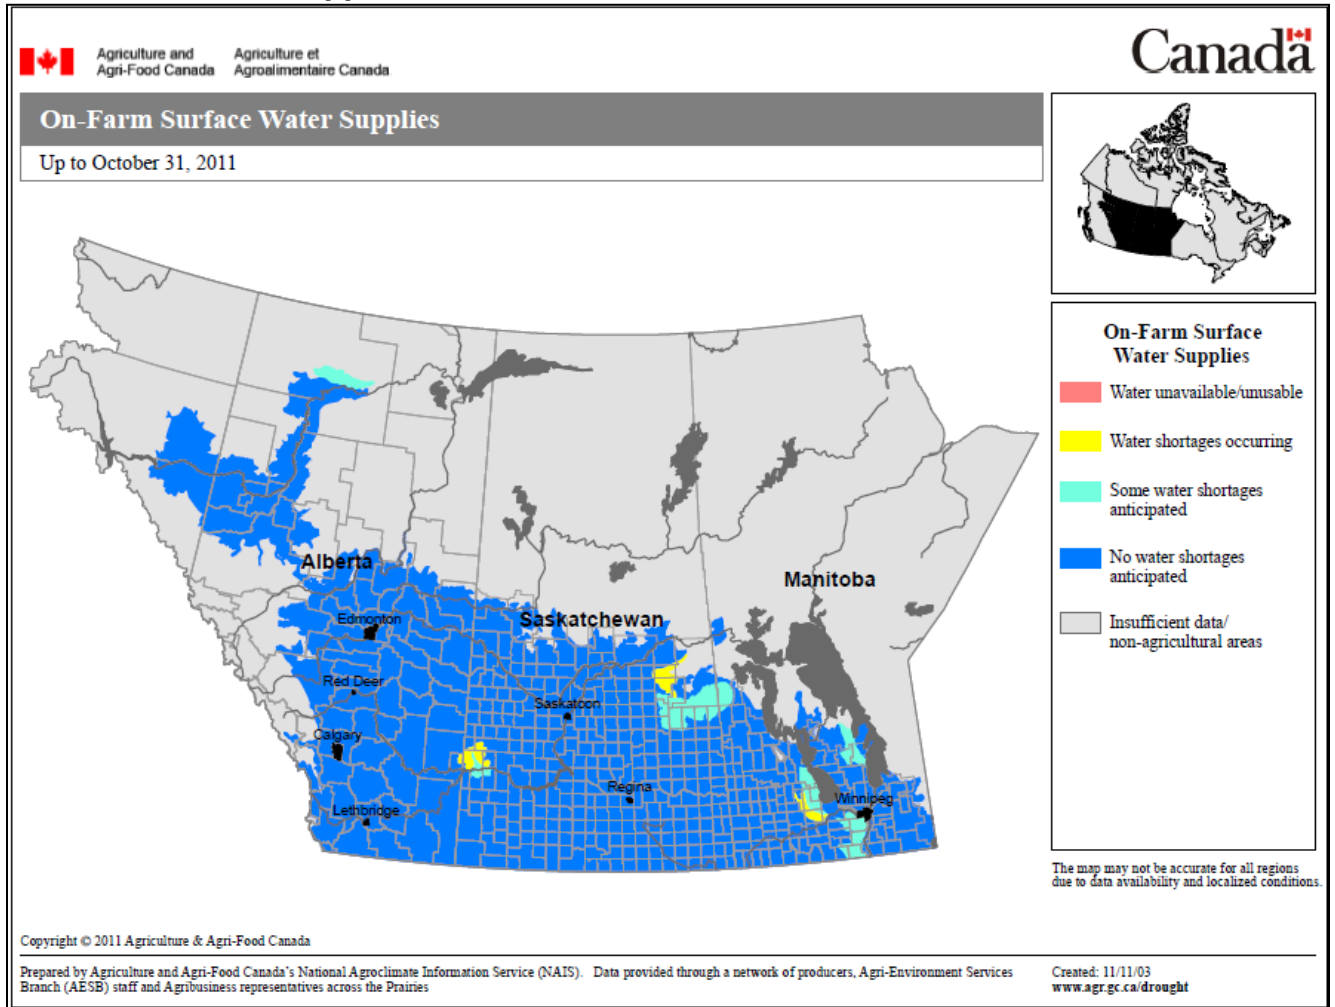 Agriculture and Agriculture et
Agri-Food Canada Agroalimentaire Canada
Canada
On-Farm Surface Water Supplies
Up to October 31, 2011
Alberta
Edmonton
Red Deer
Calgary
Lethbridge
Saskatchewan
Saskatoon
Regina
Manitoba
Winnipeg
On-Farm Surface
Water Supplies
Water unavailable/unusable
Water shortages occurring
Some water shortages
anticipated
No water shortages
anticipated
Insufficient data/
non-agricultural areas
The map may not be accurate for all regions
due to data availability and localized conditions.
Copyright © 2011 Agriculture & Agri-Food Canada
Prepared by Agriculture and Agri-Food Canada's National Agroclimate Information Service (NAIS). Data provided through a network of producers, Agri-Environment Services
Branch (AESB) staff and Agribusiness representatives across the Prairies
Created: 11/11/03
www.agr.gc.ca/drought